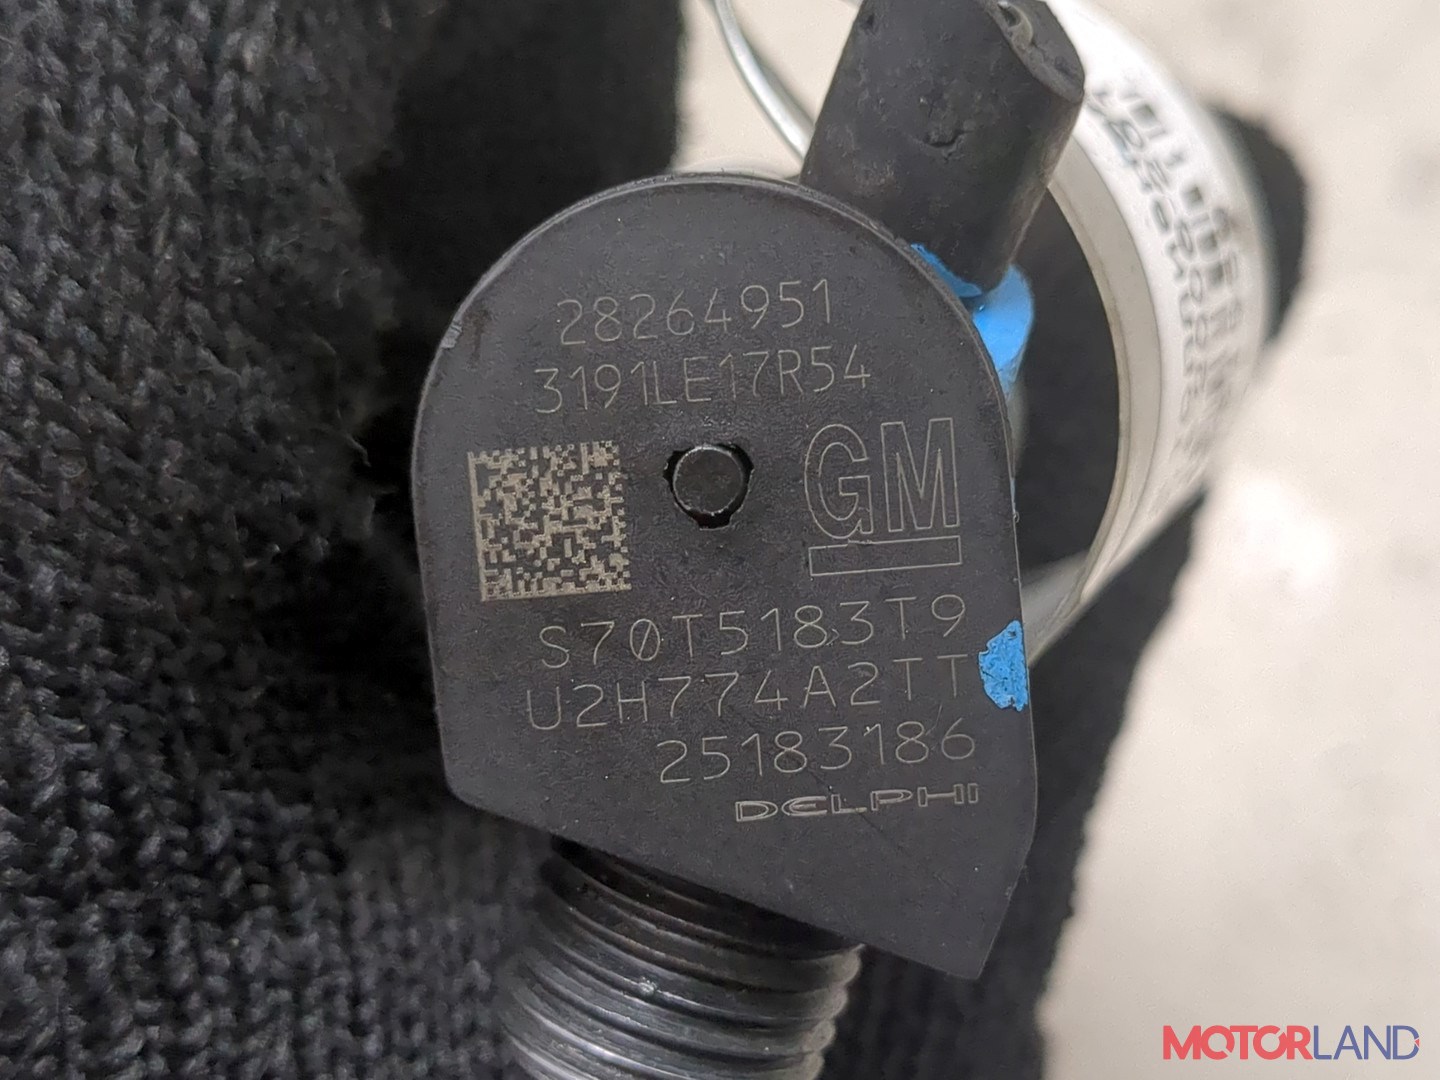 28264951
3191LE17R54
GM
S70T5183T9
U2H774A2TT
25183186
DELPHI
MOTORLAND